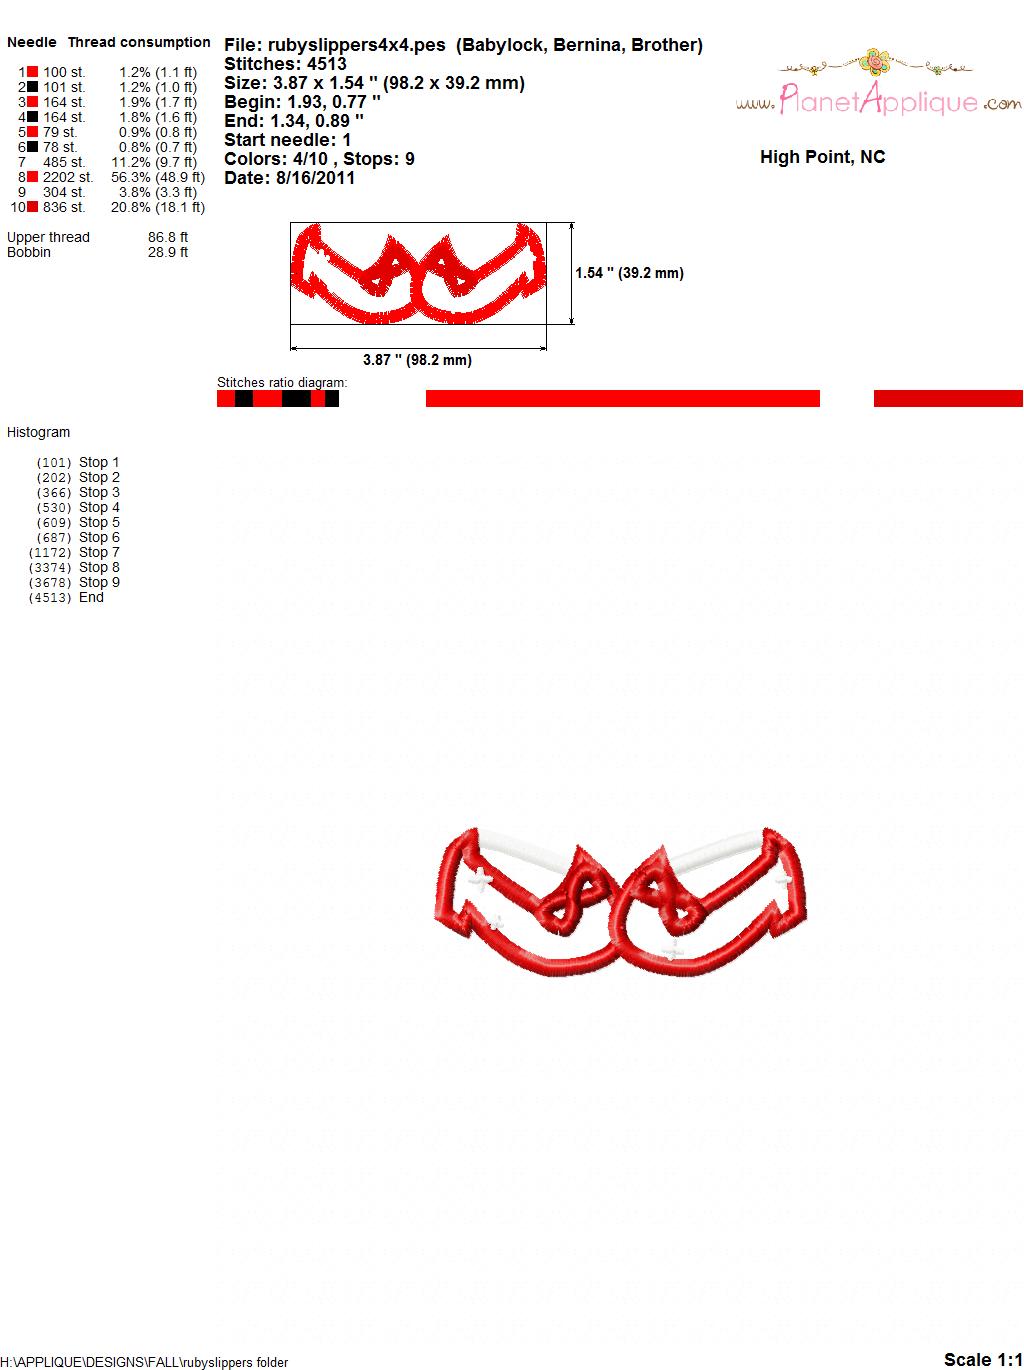 Needle Thread consumption
1 100 st. 1.2% (1.1 ft)
2 101 st. 1.2% (1.0 ft)
3 164 st. 1.9% (1.7 ft)
4 164 st. 1.8% (1.6 ft)
5 79 st. 0.9% (0.8 ft)
6 78 st. 0.8% (0.7 ft)
7 485 st. 11.2% (9.7 ft)
8 2202 st. 56.3% (48.9 ft)
9 304 st. 3.8% (3.3 ft)
10 836 st. 20.8% (18.1 ft)
Upper thread 86.8 ft
Bobbin 28.9 ft
File: rubyslippers4x4.pes (Babylock, Bernina, Brother)
Stitches: 4513
Size: 3.87 x 1.54 " (98.2 x 39.2 mm)
Begin: 1.93, 0.77 "
End: 1.34, 0.89 "
Start needle: 1
Colors: 4/10 , Stops: 9
Date: 8/16/2011
www.PlanetApplique.com
High Point, NC
1.54 " (39.2 mm)
3.87 " (98.2 mm)
Stitches ratio diagram:
Histogram
(101) Stop 1
(202) Stop 2
(366) Stop 3
(530) Stop 4
(609) Stop 5
(687) Stop 6
(1172) Stop 7
(3374) Stop 8
(3678) Stop 9
(4513) End
H:\APPLIQUE\DESIGNS\FALL\rubyslippers folder
Scale 1:1